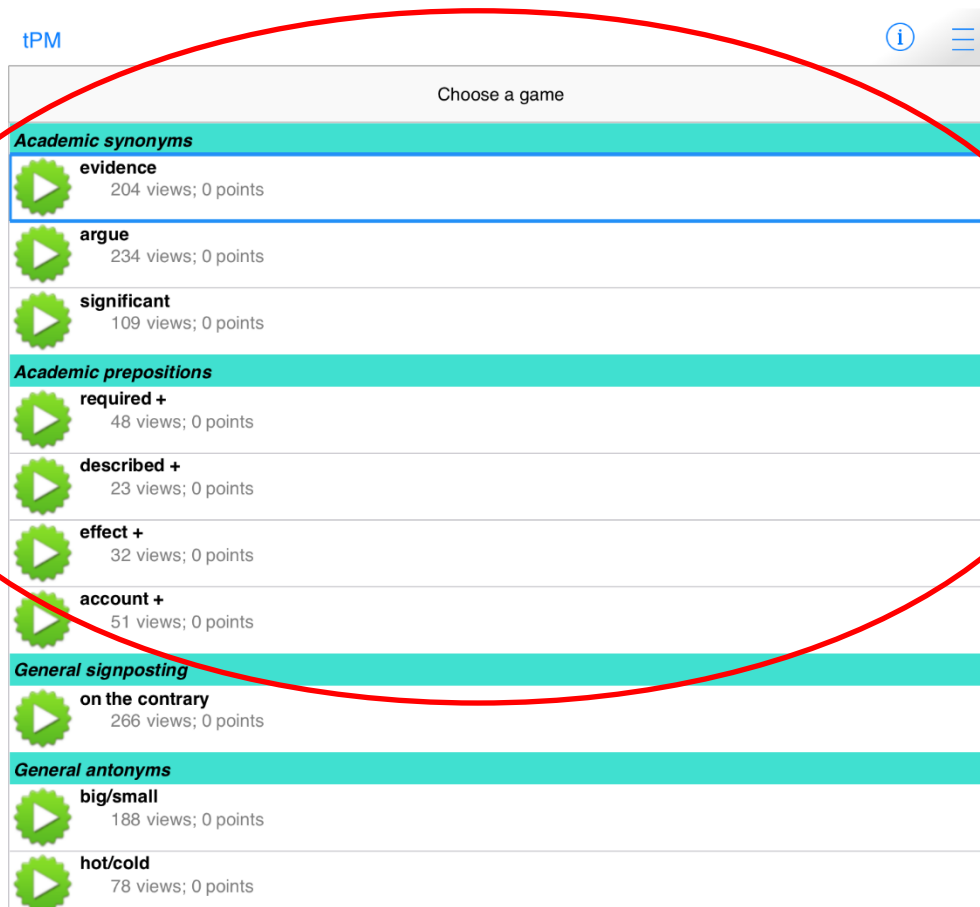 tPM
Choose a game
Academic synonyms
evidence
204 views; 0 points
argue
234 views; 0 points
significant
109 views; 0 points
Academic prepositions
required +
48 views; 0 points
described +
23 views; 0 points
effect +
32 views; 0 points
account +
51 views; 0 points
General signposting
on the contrary
266 views; 0 points
General antonyms
big/small
188 views; 0 points
hot/cold
78 views; 0 points